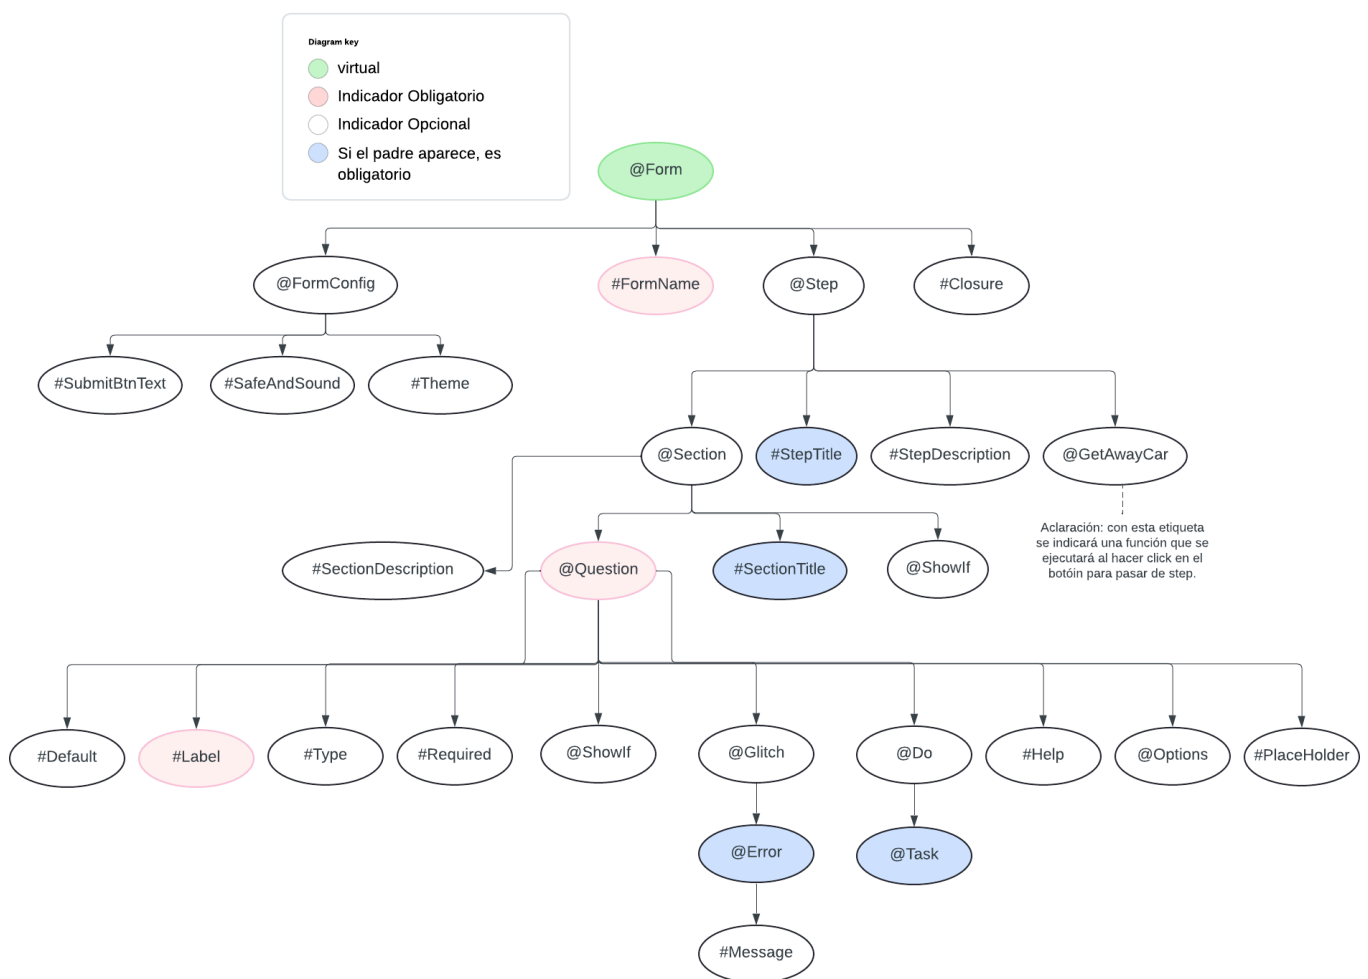 Diagram key
virtual
Indicador Obligatorio
Indicador Opcional
Si el padre aparece, es
obligatorio
@Form
@FormConfig
#FormName
@Step
#Closure
#SubmitBtnText
#SafeAndSound
#Theme
@Section
#StepTitle
#StepDescription
@GetAwayCar
Aclaración: con esta etiqueta
se indicará una función que se
ejecutará al hacer click en el
botóin para pasar de step.
#SectionDescription
@Question
#SectionTitle
@ShowIf
#Default
#Label
#Type
#Required
@ShowIf
@Glitch
@Do
#Help
@Options
#PlaceHolder
@Error
@Task
#Message